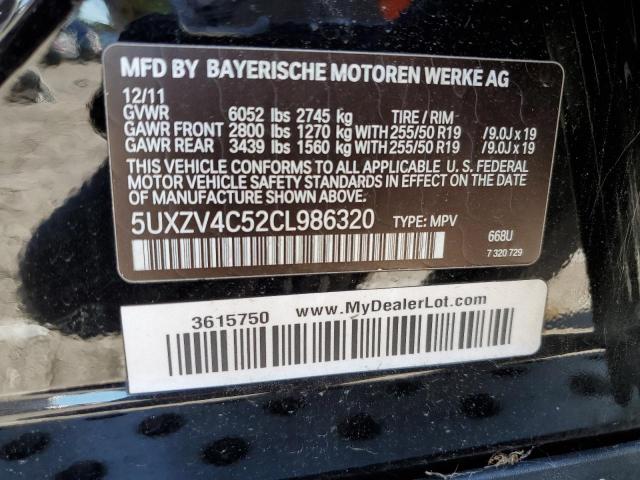 MFD BY BAYERISCHE MOTOREN WERKE AG
12/11
GVWR 6052 lbs 2745 kg TIRE / RIM
GAWR FRONT 2800 lbs 1270 kg WITH 255/50 R19 /9.0J x 19
GAWR REAR 3439 lbs 1560 kg WITH 255/50 R19 /9.0J x 19
THIS VEHICLE CONFORMS TO ALL APPLICABLE U. S. FEDERAL
MOTOR VEHICLE SAFETY STANDARDS IN EFFECT ON THE DATE
OF MANUFACTURE SHOWN ABOVE.
5UXZV4C52CL986320 TYPE: MPV
668U
7 320 729
3615750 www.MyDealerLot.com